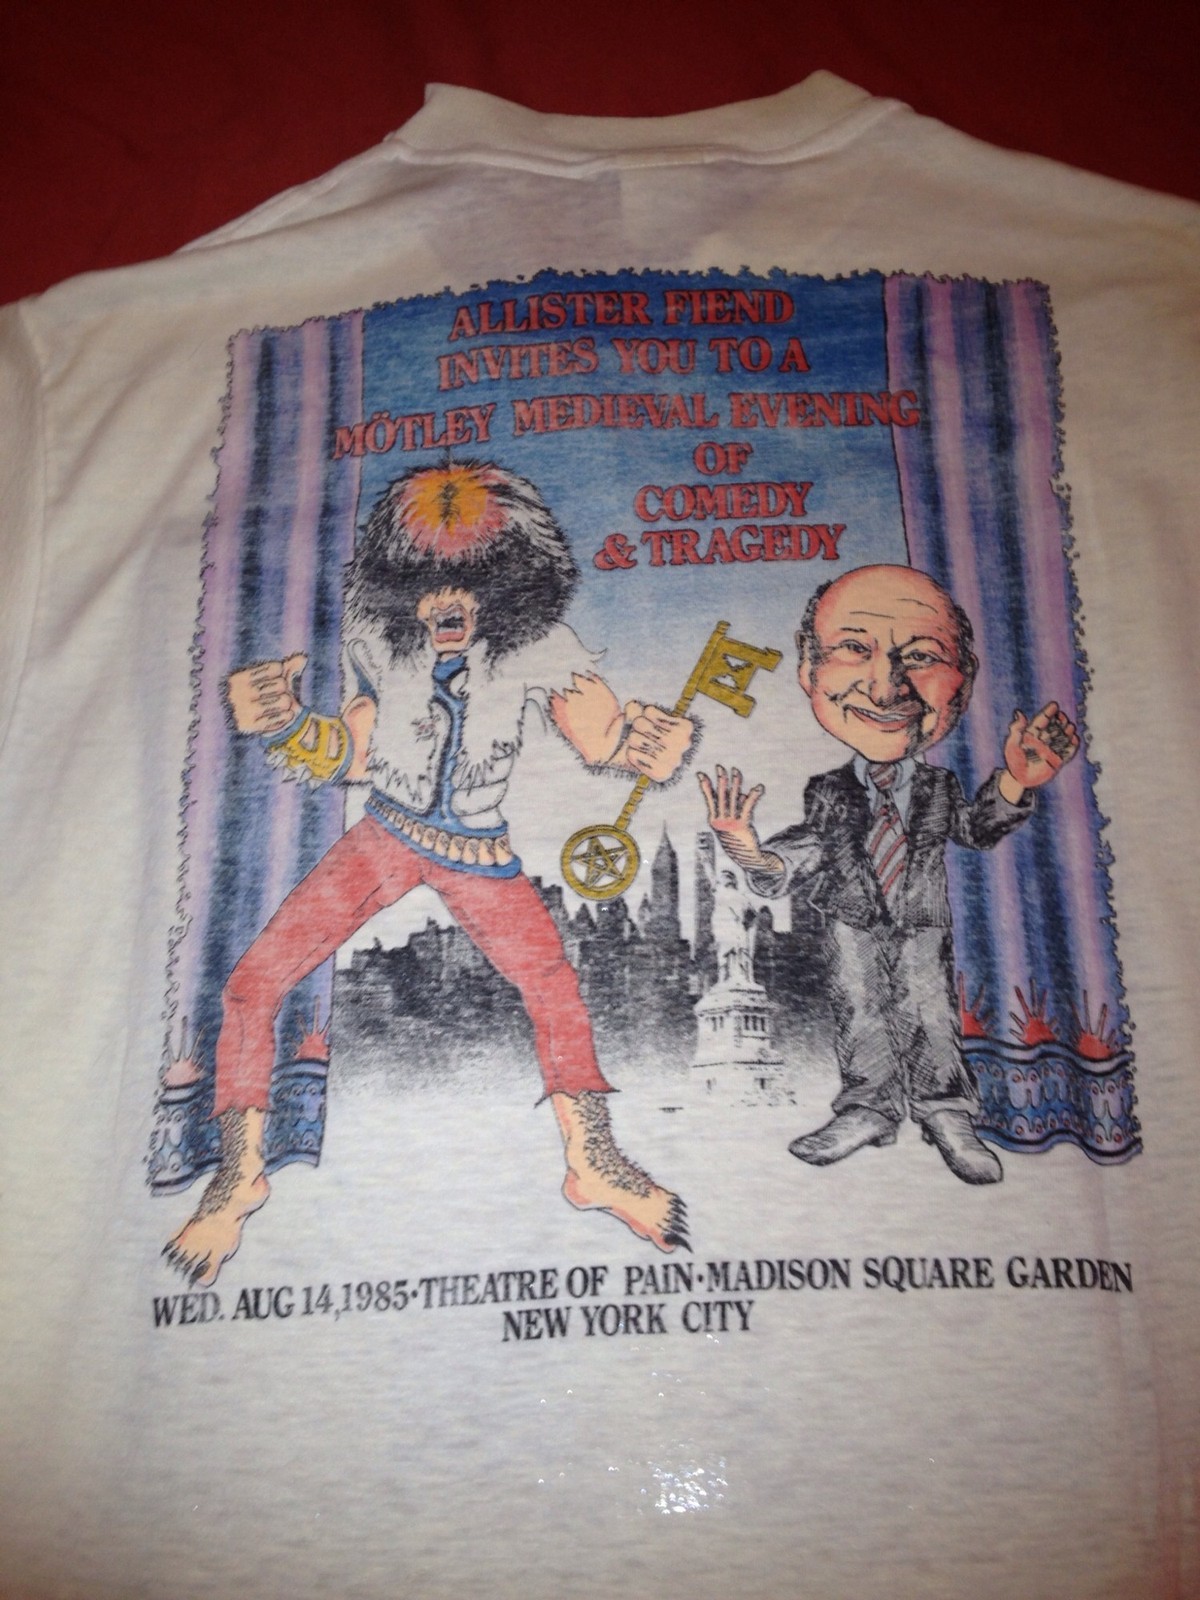 ALLISTER FIEND
INVITES YOU TO A
MÖTLEY MEDIEVAL EVENING
OF
COMEDY
& TRAGEDY
WED. AUG 14,1985·THEATRE OF PAIN·MADISON SQUARE GARDEN
NEW YORK CITY